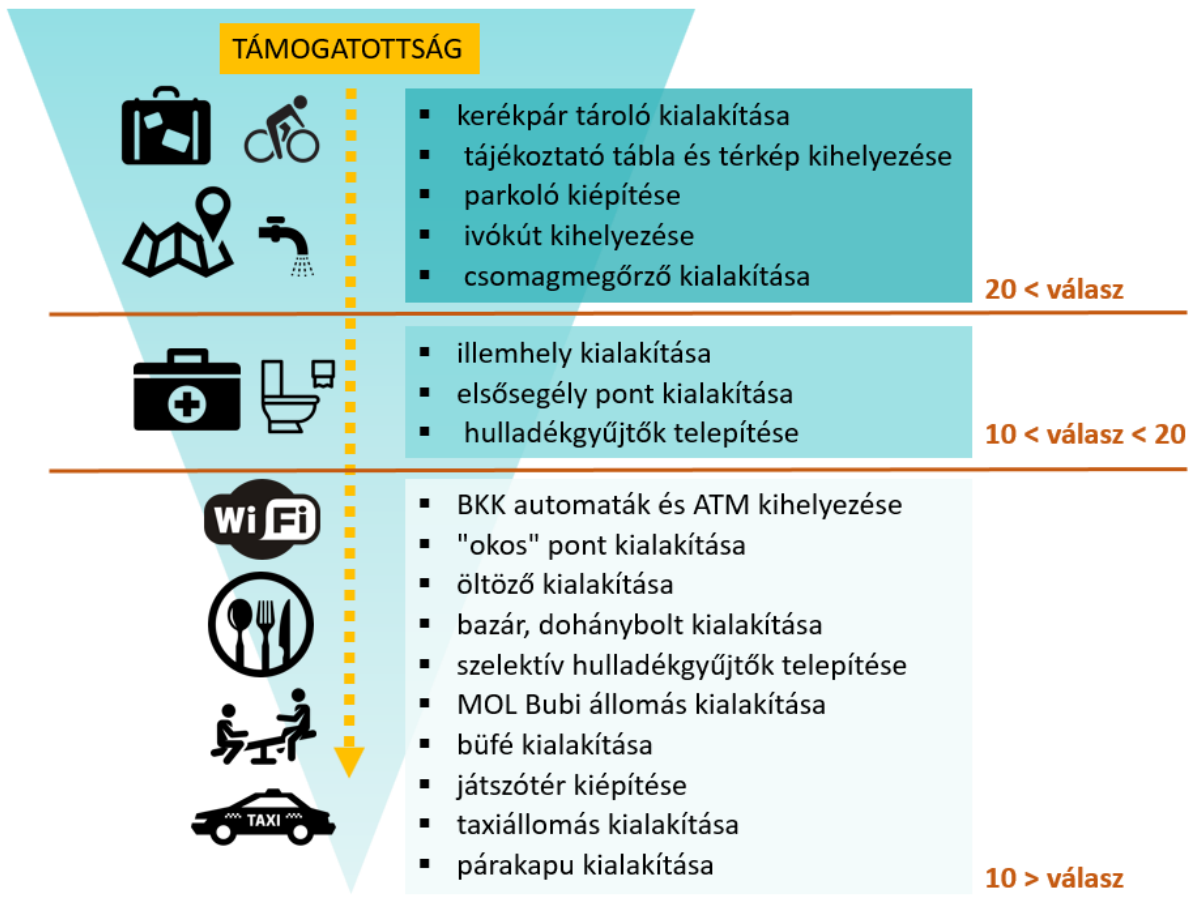 TÁMOGATOTTSÁG
▪ kerékpár tároló kialakítása
▪ tájékoztató tábla és térkép kihelyezése
▪ parkoló kiépítése
▪ ivókút kihelyezése
▪ csomagmegőrző kialakítása
20 < válasz
▪ illemhely kialakítása
▪ elsősegély pont kialakítása
▪ hulladékgyűjtők telepítése
10 < válasz < 20
WiFi
▪ BKK automaták és ATM kihelyezése
▪ "okos" pont kialakítása
▪ öltöző kialakítása
▪ bazár, dohánybolt kialakítása
▪ szelektív hulladékgyűjtők telepítése
▪ MOL Bubi állomás kialakítása
▪ büfé kialakítása
▪ játszótér kiépítése
▪ taxiállomás kialakítása
▪ párakapu kialakítása
TAXI
10 > válasz